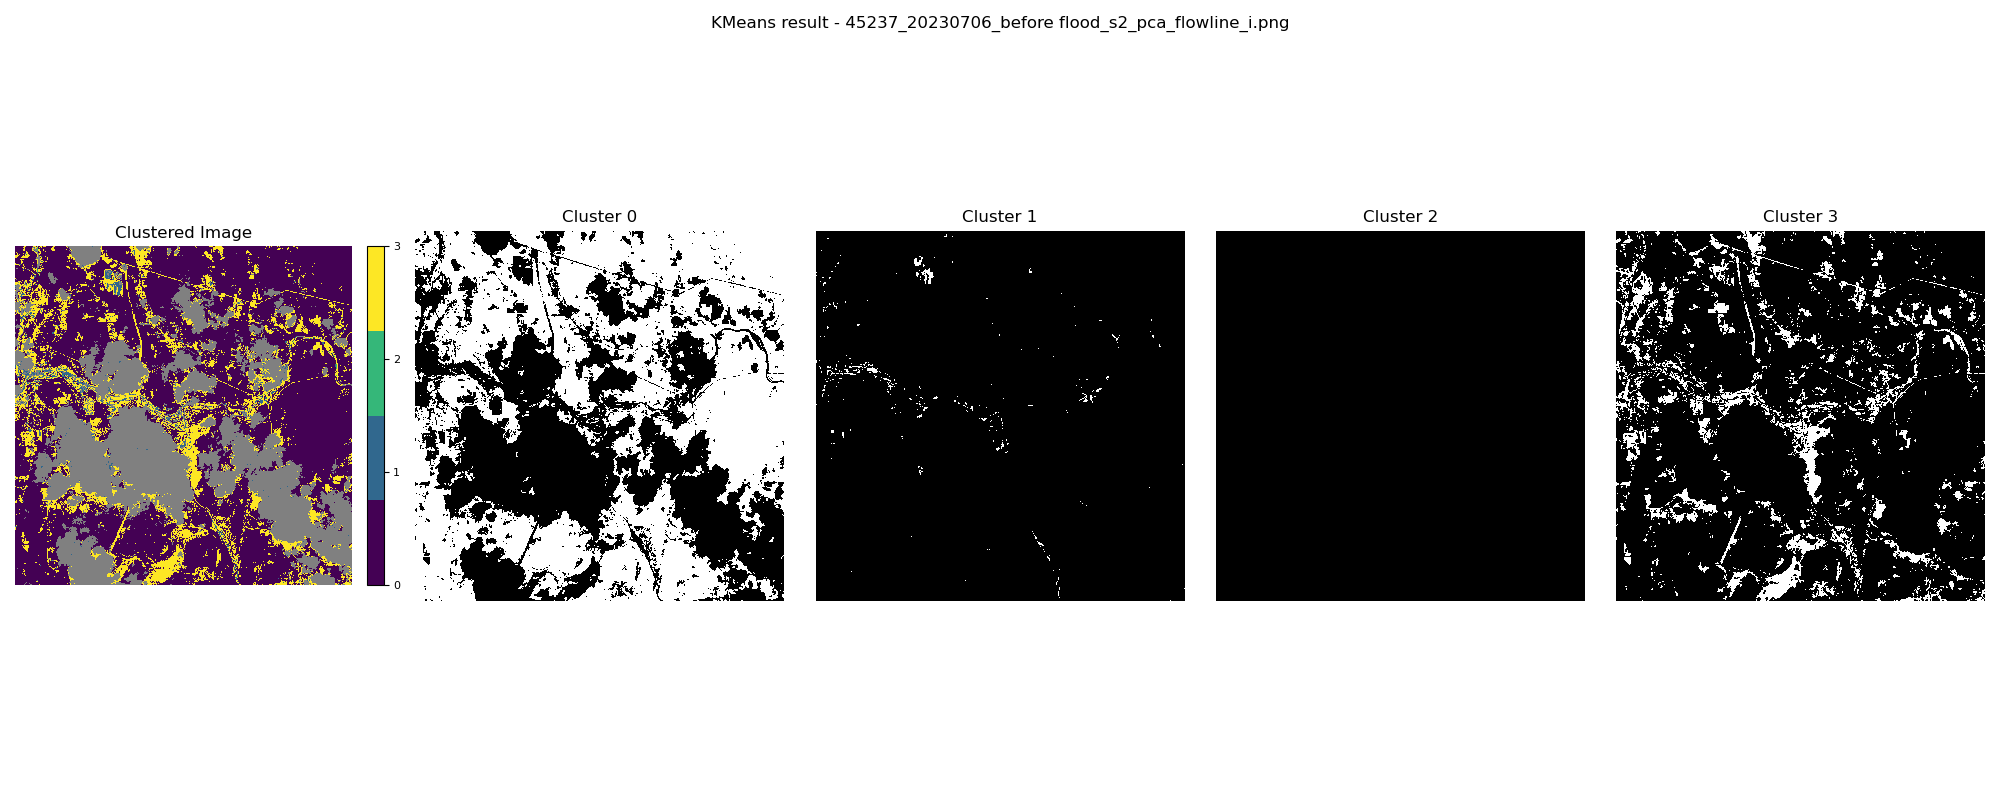 KMeans result - 45237_20230706_before flood_s2_pca_flowline_i.png
Clustered Image
Cluster 0
Cluster 1
Cluster 2
Cluster 3
3
2
1
0